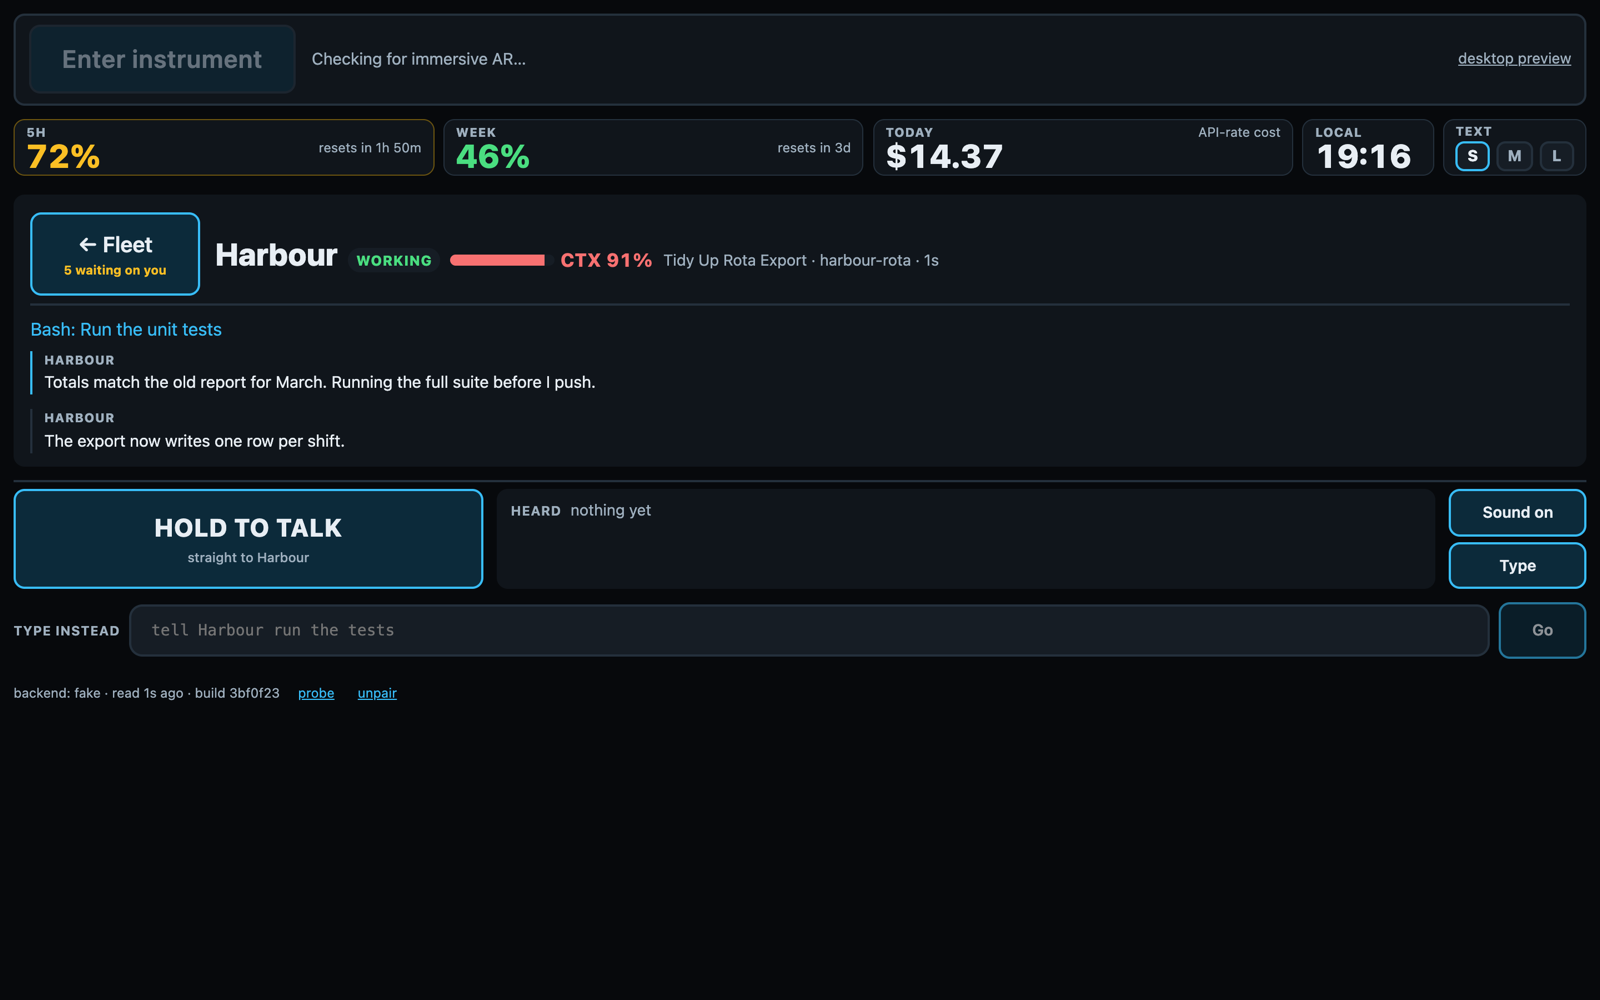 Enter instrument
Checking for immersive AR...
desktop preview
5H
72%
resets in 1h 50m
WEEK
46%
resets in 3d
TODAY
$14.37
API-rate cost
LOCAL
19:16
TEXT
S M L
← Fleet
5 waiting on you
Harbour WORKING CTX 91% Tidy Up Rota Export · harbour-rota · 1s
Bash: Run the unit tests
HARBOUR
Totals match the old report for March. Running the full suite before I push.
HARBOUR
The export now writes one row per shift.
HOLD TO TALK
straight to Harbour
HEARD nothing yet
Sound on
Type
TYPE INSTEAD tell Harbour run the tests Go
backend: fake · read 1s ago · build 3bf0f23 probe unpair